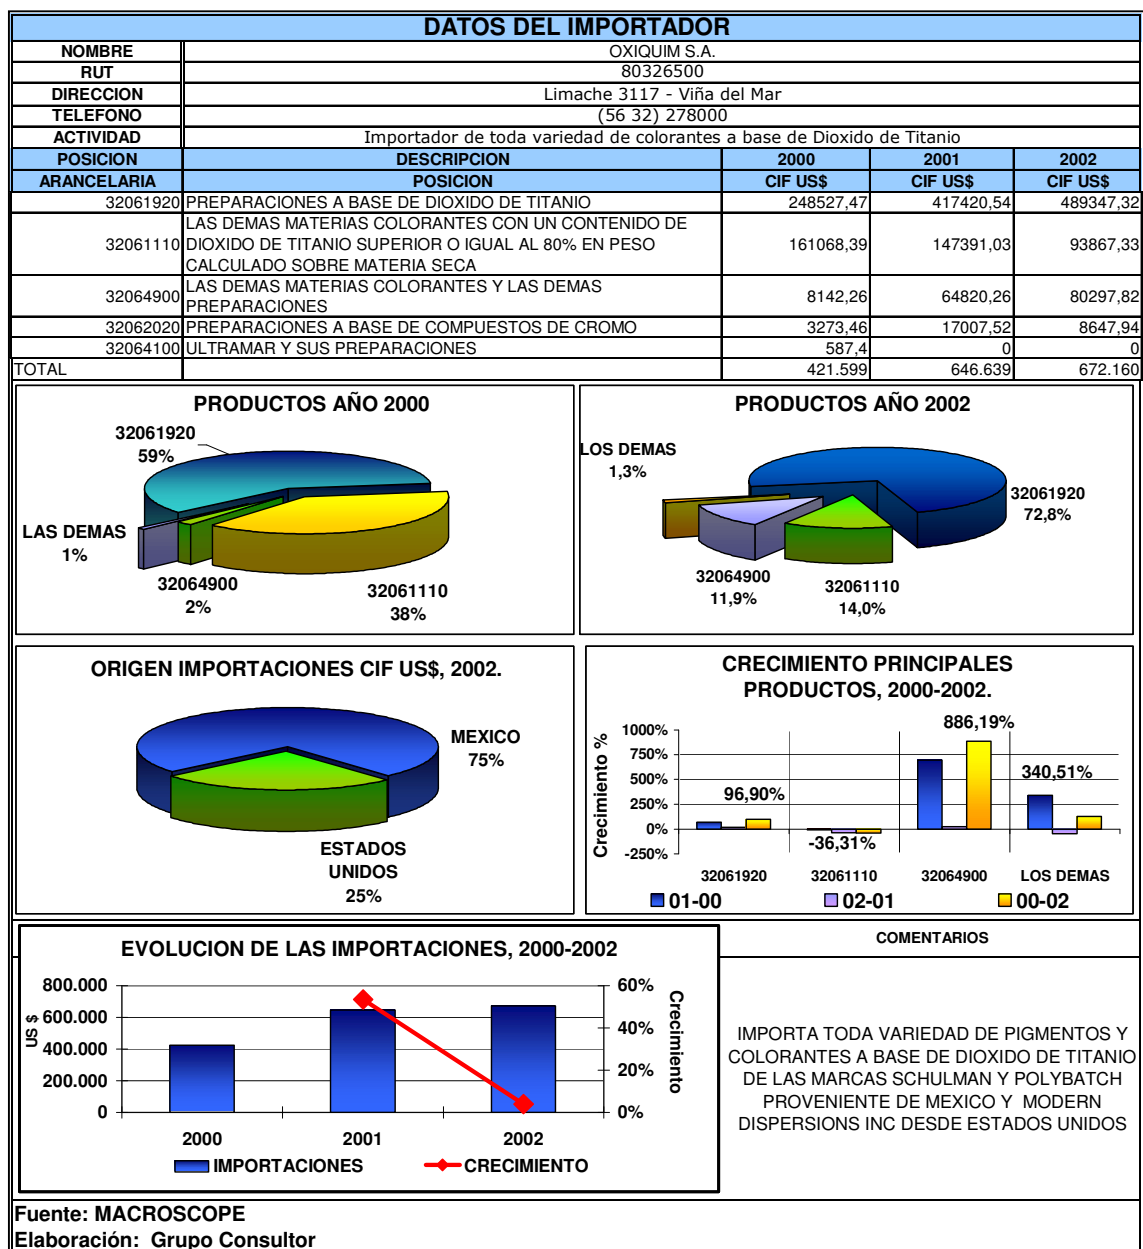 DATOS DEL IMPORTADOR
NOMBRE OXIQUIM S.A.
RUT 80326500
DIRECCION Limache 3117 - Viña del Mar
TELEFONO (56 32) 278000
ACTIVIDAD Importador de toda variedad de colorantes a base de Dioxido de Titanio
POSICION DESCRIPCION 2000 2001 2002
ARANCELARIA POSICION CIF US$ CIF US$ CIF US$
32061920 PREPARACIONES A BASE DE DIOXIDO DE TITANIO 248527,47 417420,54 489347,32
LAS DEMAS MATERIAS COLORANTES CON UN CONTENIDO DE
32061110 DIOXIDO DE TITANIO SUPERIOR O IGUAL AL 80% EN PESO 161068,39 147391,03 93867,33
CALCULADO SOBRE MATERIA SECA
LAS DEMAS MATERIAS COLORANTES Y LAS DEMAS
32064900 PREPARACIONES 8142,26 64820,26 80297,82
32062020 PREPARACIONES A BASE DE COMPUESTOS DE CROMO 3273,46 17007,52 8647,94
32064100 ULTRAMAR Y SUS PREPARACIONES 587,4 0 0
TOTAL 421.599 646.639 672.160
PRODUCTOS AÑO 2000
32061920
59%
LAS DEMAS
1%
32064900
2%
32061110
38%
PRODUCTOS AÑO 2002
LOS DEMAS
1,3%
32061920
72,8%
32064900
11,9%
32061110
14,0%
ORIGEN IMPORTACIONES CIF US$, 2002.
MEXICO
75%
ESTADOS
UNIDOS
25%
CRECIMIENTO PRINCIPALES
PRODUCTOS, 2000-2002.
Crecimiento %
1000%
750%
500%
250%
0%
-250%
96,90%
-36,31%
886,19%
340,51%
32061920 32061110 32064900 LOS DEMAS
01-00 02-01 00-02
EVOLUCION DE LAS IMPORTACIONES, 2000-2002
US $
800.000
600.000
400.000
200.000
0
60%
40%
20%
0%
Crecimiento
2000 2001 2002
IMPORTACIONES CRECIMIENTO
COMENTARIOS
IMPORTA TODA VARIEDAD DE PIGMENTOS Y
COLORANTES A BASE DE DIOXIDO DE TITANIO
DE LAS MARCAS SCHULMAN Y POLYBATCH
PROVENIENTE DE MEXICO Y MODERN
DISPERSIONS INC DESDE ESTADOS UNIDOS
Fuente: MACROSCOPE
Elaboración: Grupo Consultor